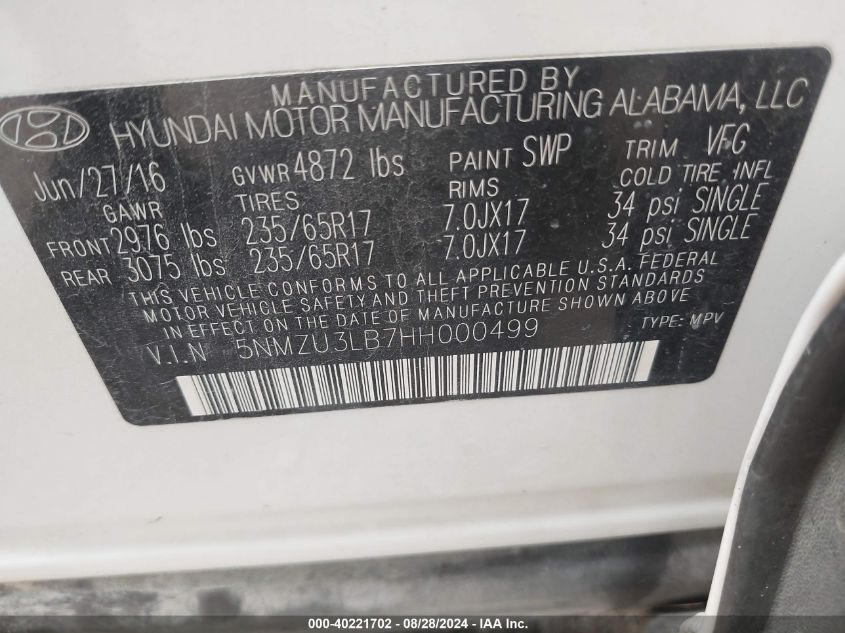 MANUFACTURED BY
HYUNDAI MOTOR MANUFACTURING ALABAMA, LLC
Jun/27/16 GVWR 4872 lbs PAINT SWP TRIM VFG
GAWR TIRES RIMS COLD TIRE INFL
FRONT 2976 lbs 235/65R17 7.0JX17 34 psi SINGLE
REAR 3075 lbs 235/65R17 7.0JX17 34 psi SINGLE
THIS VEHICLE CONFORMS TO ALL APPLICABLE U.S.A. FEDERAL
MOTOR VEHICLE SAFETY AND THEFT PREVENTION STANDARDS
IN EFFECT ON THE DATE OF MANUFACTURE SHOWN ABOVE
V.I.N 5NMZU3LB7HH000499 TYPE: MPV
000-40221702 - 08/28/2024 - IAA Inc.